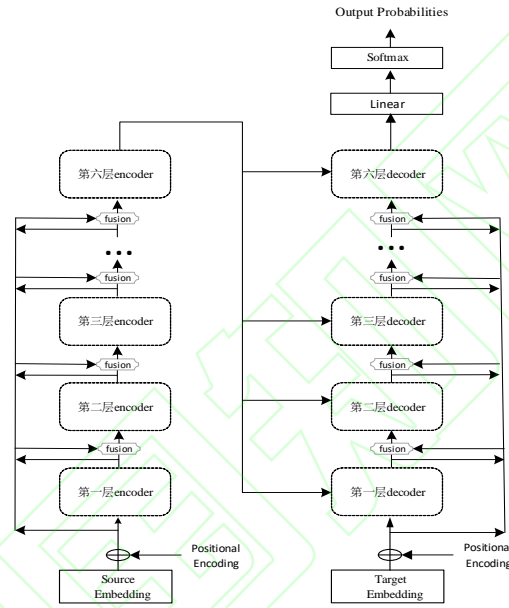 Output Probabilities
Softmax
Linear
第六层encoder
第六层decoder
fusion
fusion
...
...
fusion
fusion
第三层encoder
第三层decoder
fusion
fusion
第二层encoder
第二层decoder
fusion
fusion
第一层encoder
第一层decoder
Positional
Encoding
Positional
Encoding
Source
Embedding
Target
Embedding